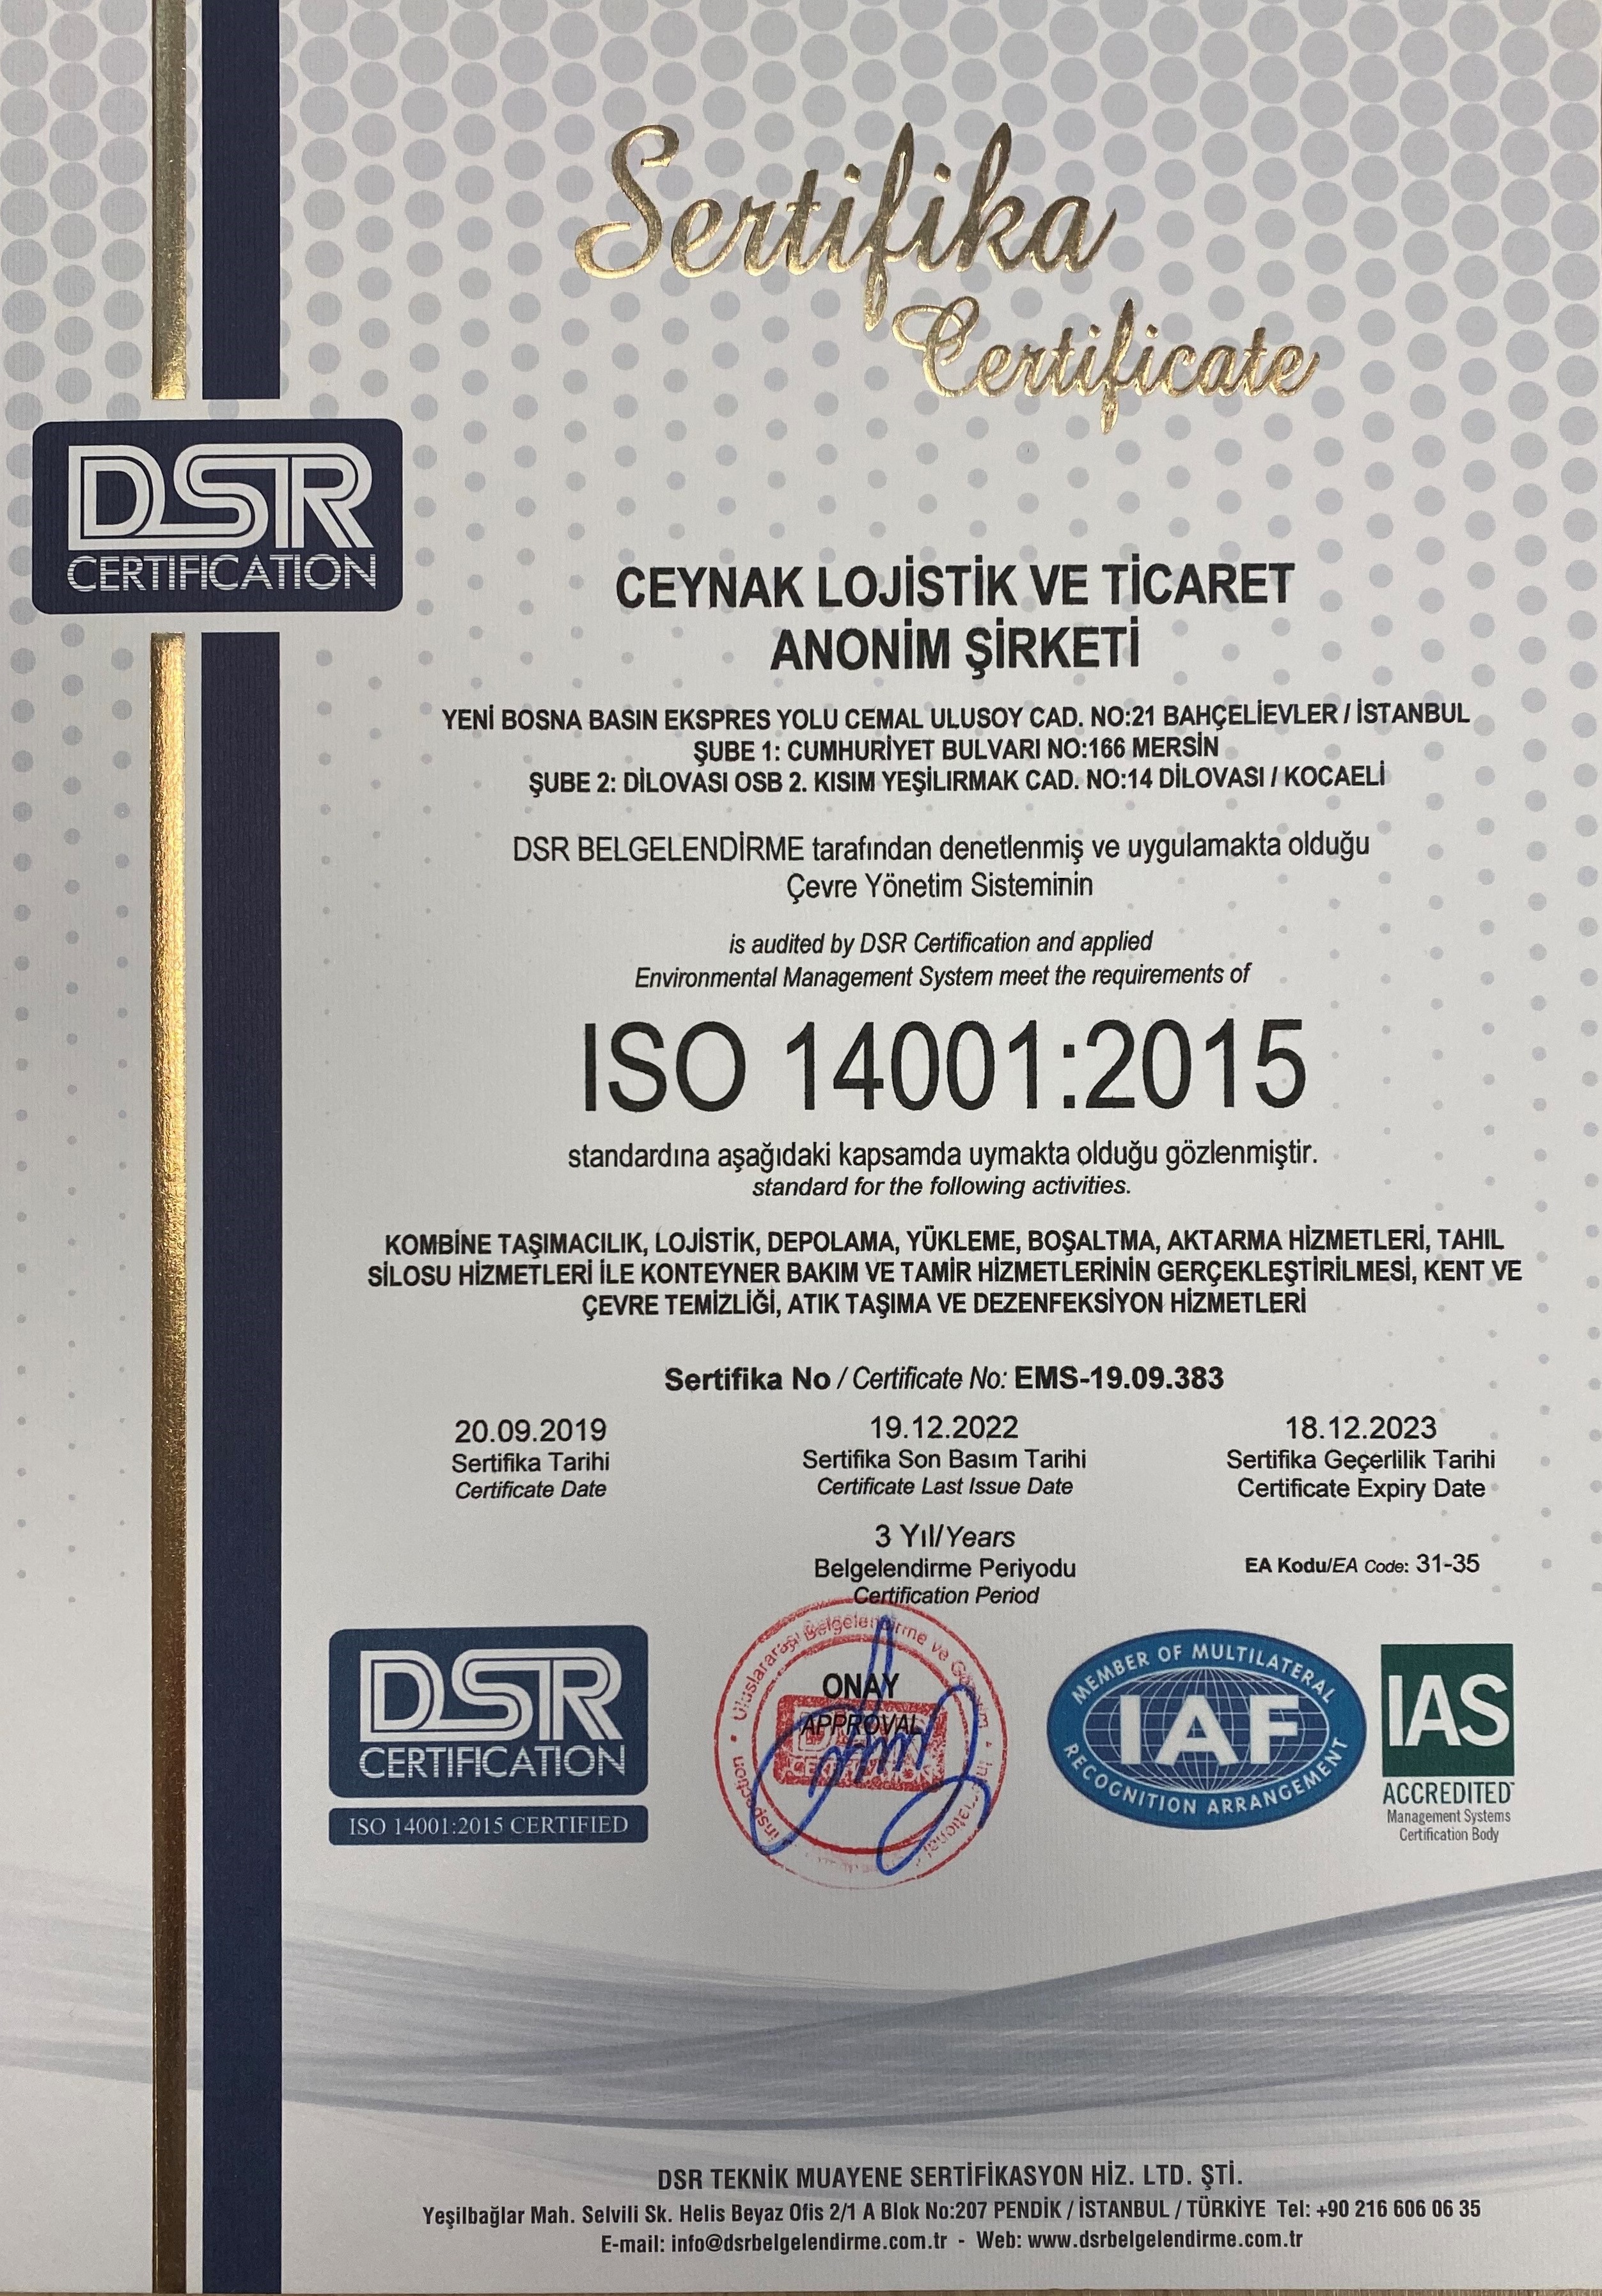 Sertifika
Certificate
DSR
CERTIFICATION
CEYNAK LOJİSTİK VE TİCARET
ANONİM ŞİRKETİ
YENİ BOSNA BASIN EKSPRES YOLU CEMAL ULUSOY CAD. NO:21 BAHÇELİEVLER / İSTANBUL
ŞUBE 1: CUMHURİYET BULVARI NO:166 MERSİN
ŞUBE 2: DİLOVASI OSB 2. KISIM YEŞİLIRMAK CAD. NO:14 DİLOVASI / KOCAELİ
DSR BELGELENDİRME tarafından denetlenmiş ve uygulamakta olduğu
Çevre Yönetim Sisteminin
is audited by DSR Certification and applied
Environmental Management System meet the requirements of
ISO 14001:2015
standardına aşağıdaki kapsamda uymakta olduğu gözlenmiştir.
standard for the following activities.
KOMBİNE TAŞIMACILIK, LOJİSTİK, DEPOLAMA, YÜKLEME, BOŞALTMA, AKTARMA HİZMETLERİ, TAHIL
SİLOSU HİZMETLERİ İLE KONTEYNER BAKIM VE TAMİR HİZMETLERİNİN GERÇEKLEŞTİRİLMESİ, KENT VE
ÇEVRE TEMİZLİĞİ, ATIK TAŞIMA VE DEZENFEKSİYON HİZMETLERİ
Sertifika No / Certificate No: EMS-19.09.383
20.09.2019
Sertifika Tarihi
Certificate Date
19.12.2022
Sertifika Son Basım Tarihi
Certificate Last Issue Date
18.12.2023
Sertifika Geçerlilik Tarihi
Certificate Expiry Date
3 Yıl/Years
Belgelendirme Periyodu
Certification Period
EA Kodu/EA Code: 31-35
DSR
CERTIFICATION
ISO 14001:2015 CERTIFIED
Uluslararası Belgelendirme ve
Inspection
ONAY
APPROVAL
MEMBER OF MULTILATERAL
IAF
RECOGNITION ARRANGEMENT
IAS
ACCREDITED™
Management Systems
Certification Body
DSR TEKNİK MUAYENE SERTİFİKASYON HİZ. LTD. ŞTİ.
Yeşilbağlar Mah. Selvili Sk. Helis Beyaz Ofis 2/1 A Blok No:207 PENDİK / İSTANBUL / TÜRKİYE Tel: +90 216 606 06 35
E-mail: info@dsrbelgelendirme.com.tr - Web: www.dsrbelgelendirme.com.tr